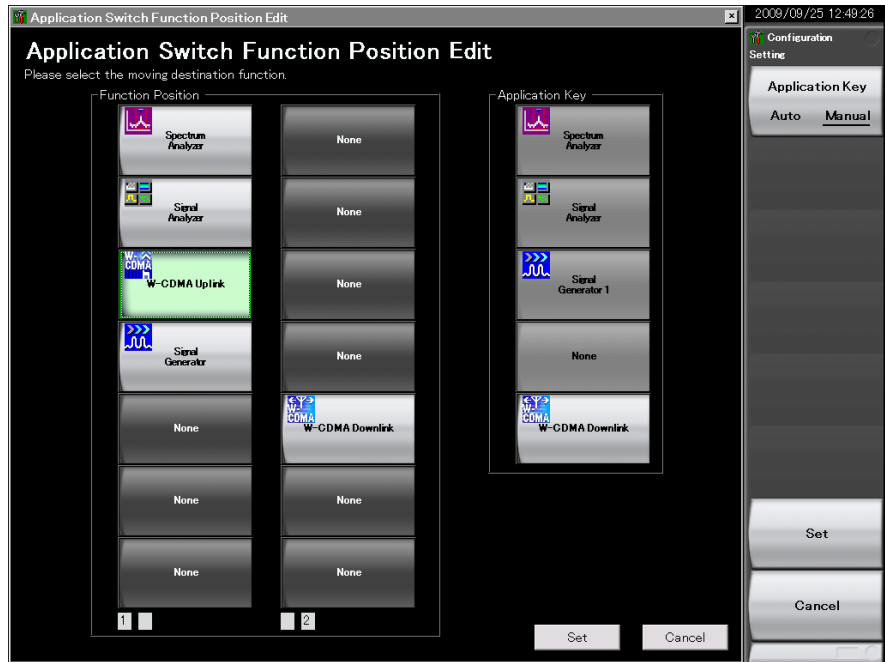 Application Switch Function Position Edit
2009/09/25 12:49:26
Application Switch Function Position Edit
Please select the moving destination function.
Configuration
Setting
Function Position
Application Key
Spectrum
Analyzer
None
Spectrum
Analyzer
Signal
Analyzer
None
Signal
Analyzer
W-CDMA
W-CDMA Uplink
None
Signal
Generator 1
Signal
Generator
None
None
None
W-CDMA
W-CDMA Downlink
W-CDMA
W-CDMA Downlink
None
None
None
None
1
2
Set
Cancel
Application Key
Auto
Manual
Set
Cancel